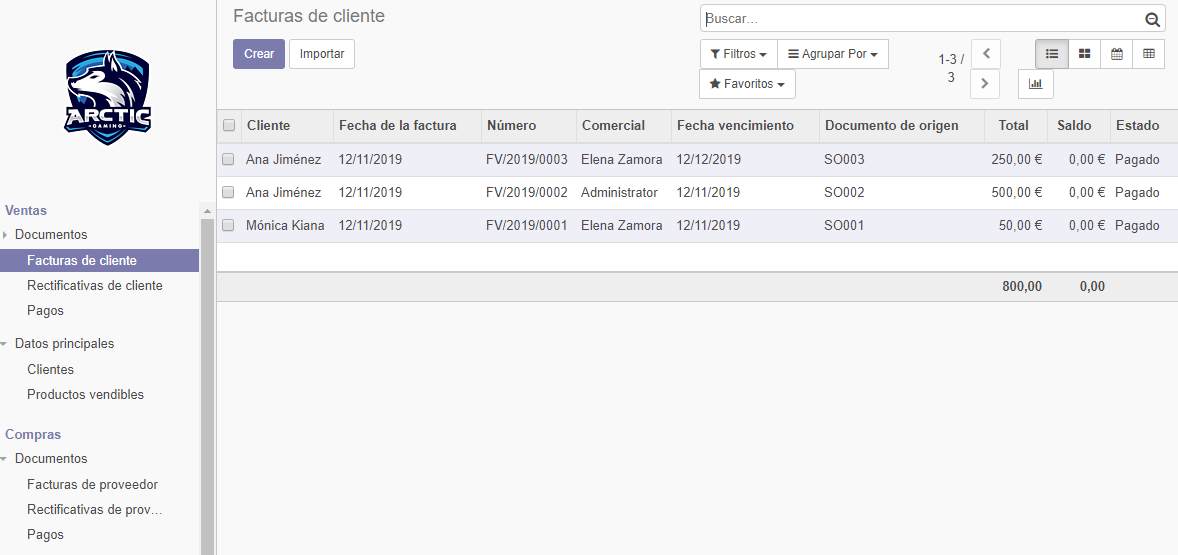 ARCTIC
GAMING
Ventas
Documentos
Facturas de cliente
Rectificativas de cliente
Pagos
Datos principales
Clientes
Productos vendibles
Compras
Documentos
Facturas de proveedor
Rectificativas de prov…
Pagos
Facturas de cliente
Buscar...
Crear Importar
Filtros Agrupar Por
Favoritos
1-3 /
3
Cliente Fecha de la factura Número Comercial Fecha vencimiento Documento de origen Total Saldo Estado
Ana Jiménez 12/11/2019 FV/2019/0003 Elena Zamora 12/12/2019 SO003 250,00 € 0,00 € Pagado
Ana Jiménez 12/11/2019 FV/2019/0002 Administrator 12/11/2019 SO002 500,00 € 0,00 € Pagado
Mónica Kiana 12/11/2019 FV/2019/0001 Elena Zamora 12/11/2019 SO001 50,00 € 0,00 € Pagado
800,00 0,00